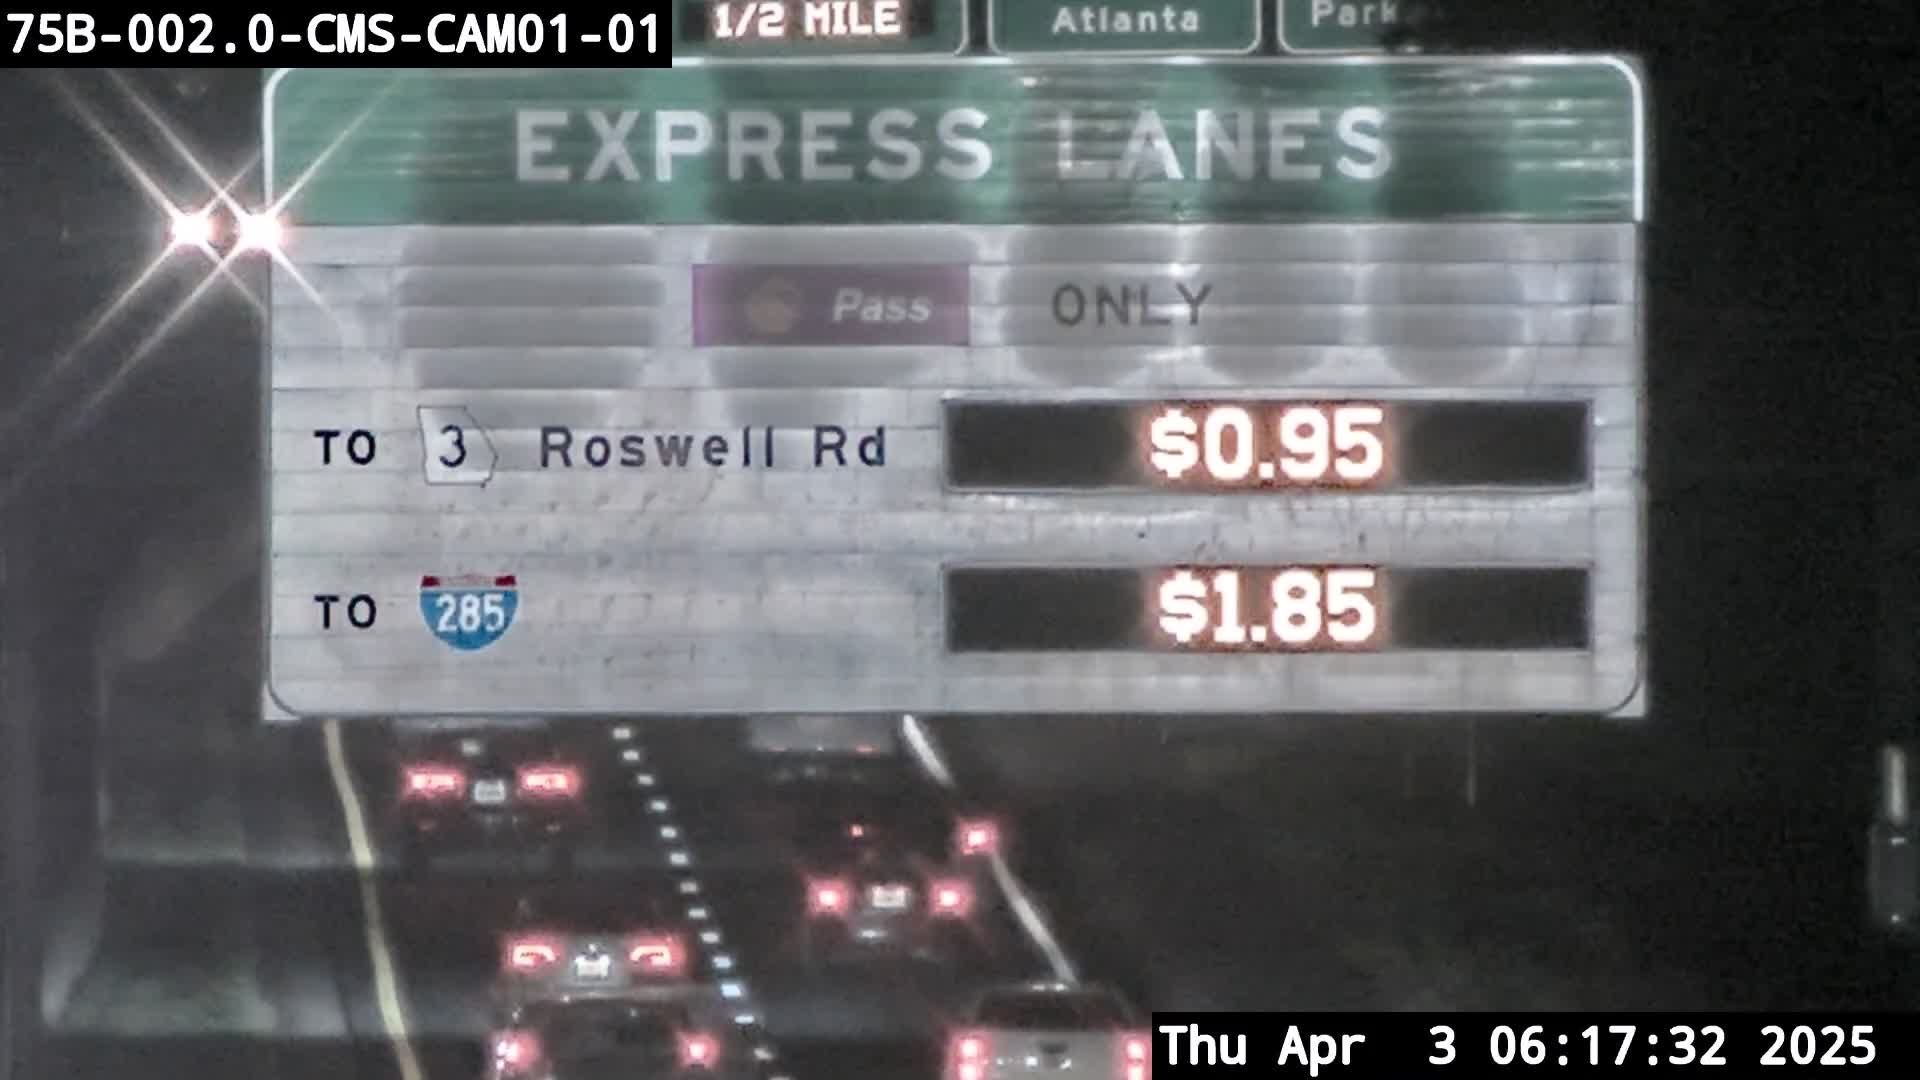 75B-002.0-CMS-CAM01-01
1/2 MILE
Atlanta
Park
EXPRESS LANES
Pass ONLY
TO 3 Roswell Rd $0.95
TO 285 $1.85
Thu Apr 3 06:17:32 2025